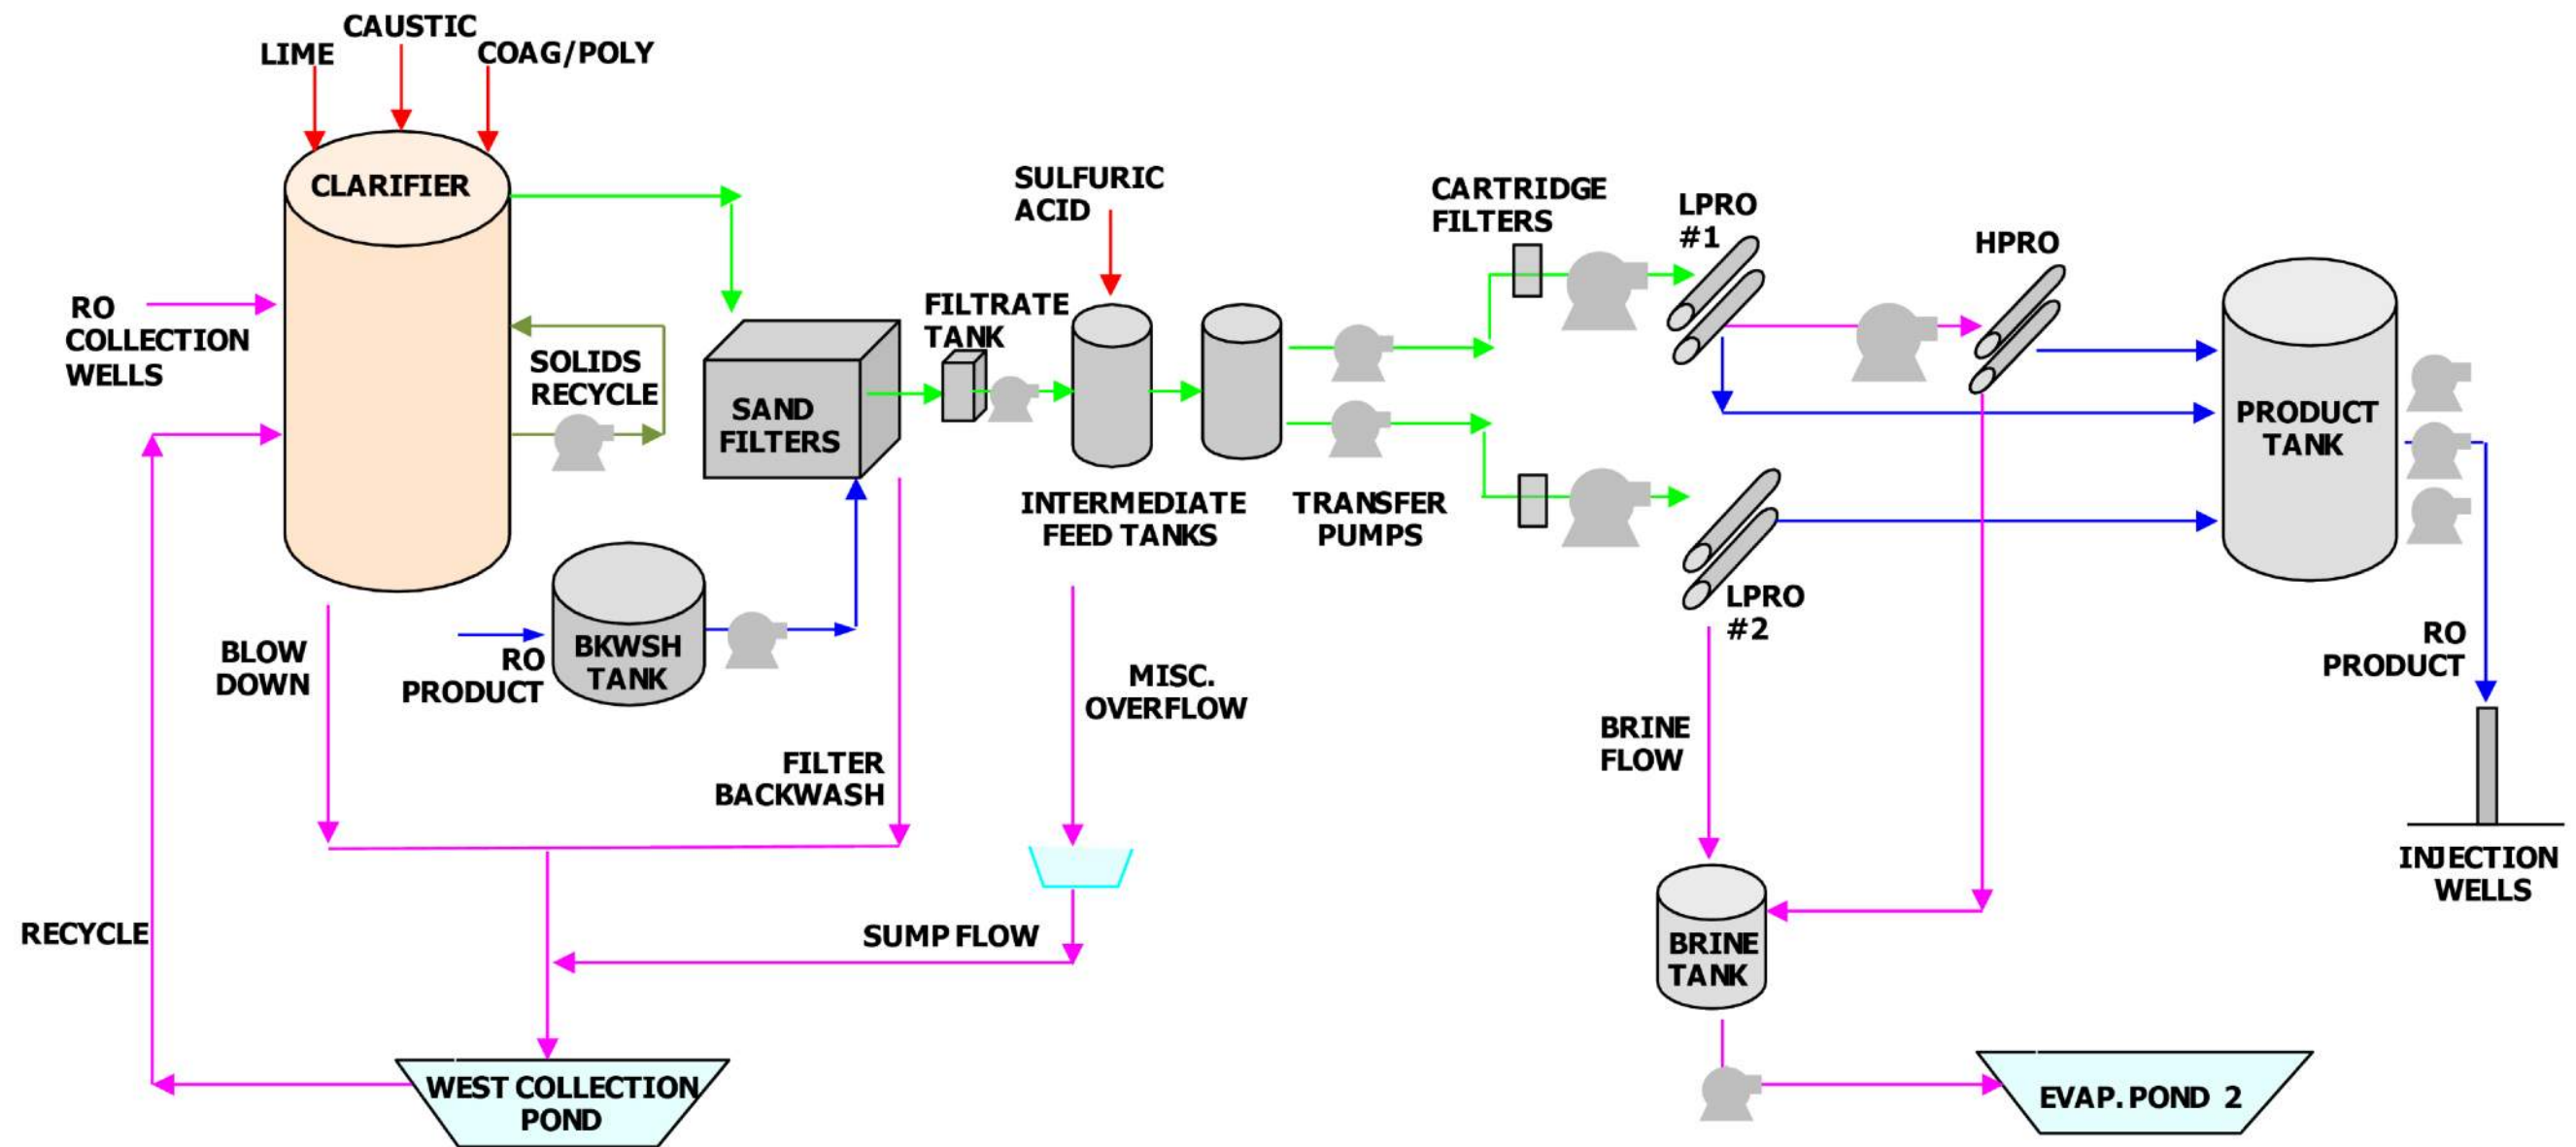 CAUSTIC
LIME
COAG/POLY
CLARIFIER
RO
COLLECTION
WELLS
SOLIDS
RECYCLE
SAND
FILTERS
FILTRATE
TANK
SULFURIC
ACID
INTERMEDIATE
FEED TANKS
TRANSFER
PUMPS
CARTRIDGE
FILTERS
LPRO
#1
HPRO
PRODUCT
TANK
LPRO
#2
BLOW
DOWN
RO
PRODUCT
BKWSH
TANK
FILTER
BACKWASH
MISC.
OVERFLOW
BRINE
FLOW
RO
PRODUCT
INJECTION
WELLS
RECYCLE
SUMP FLOW
BRINE
TANK
WEST COLLECTION
POND
EVAP. POND 2